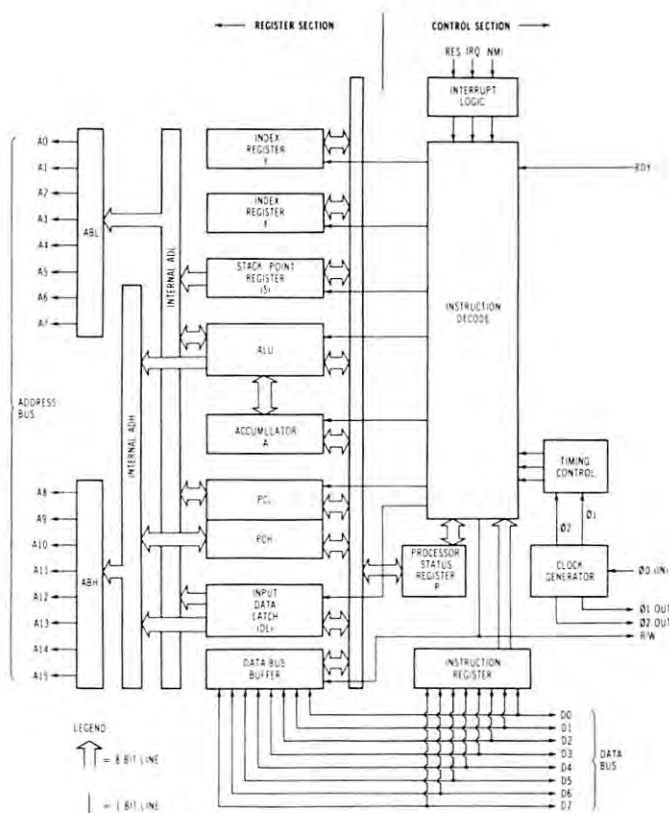 REGISTER SECTION
CONTROL SECTION
RES IRQ NMI
INTERRUPT
LOGIC
A0
A1
A2
A3
A4
A5
A6
A7
ABL
INTERNAL ADL
INDEX
REGISTER
Y
INDEX
REGISTER
X
STACK POINT
REGISTER
(S)
ALU
ACCUMULATOR
A
INSTRUCTION
DECODE
RDY
ADDRESS
BUS
INTERNAL ADH
A8
A9
A10
A11
A12
A13
A14
A15
ABH
PCL
PCH
INPUT
DATA
LATCH
(DL)
DATA BUS
BUFFER
PROCESSOR
STATUS
REGISTER
P
TIMING
CONTROL
Ø2
Ø1
CLOCK
GENERATOR
Ø0 (IN)
Ø1 OUT
Ø2 OUT
R/W
INSTRUCTION
REGISTER
D0
D1
D2
D3
D4
D5
D6
D7
DATA
BUS
LEGEND
= 8 BIT LINE
= 1 BIT LINE